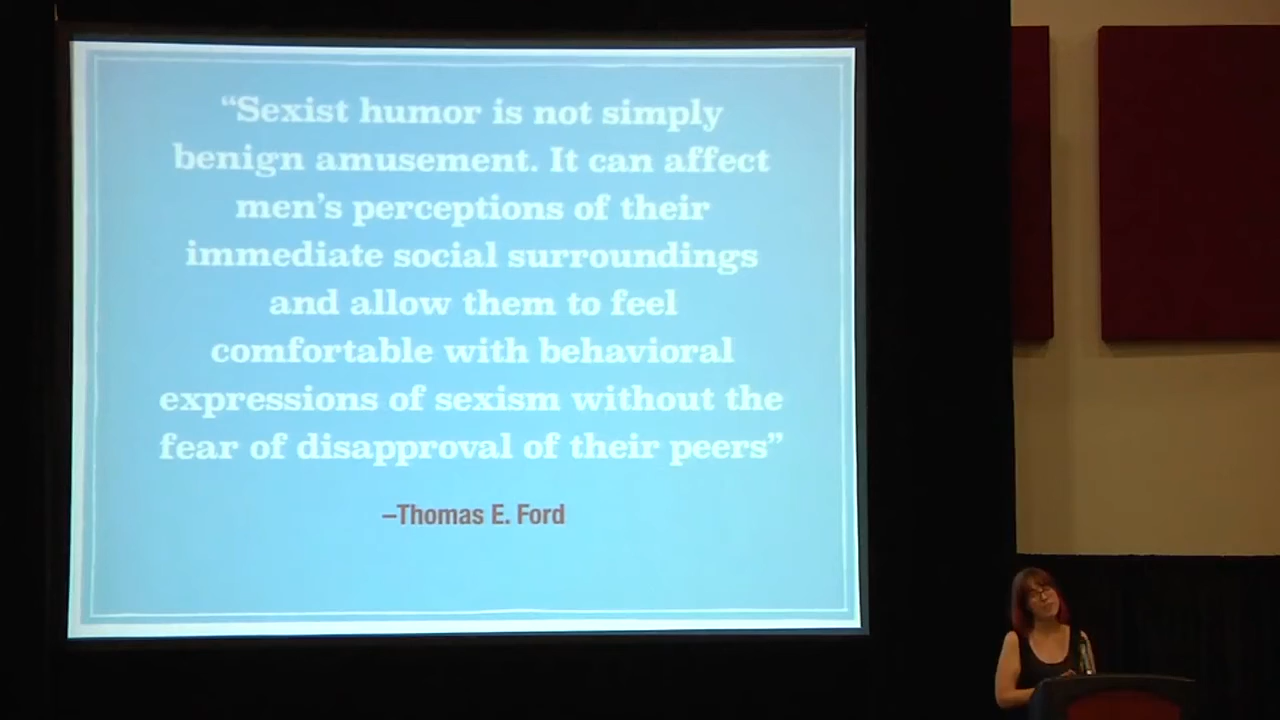 “Sexist humor is not simply
benign amusement. It can affect
men’s perceptions of their
immediate social surroundings
and allow them to feel
comfortable with behavioral
expressions of sexism without the
fear of disapproval of their peers”
–Thomas E. Ford